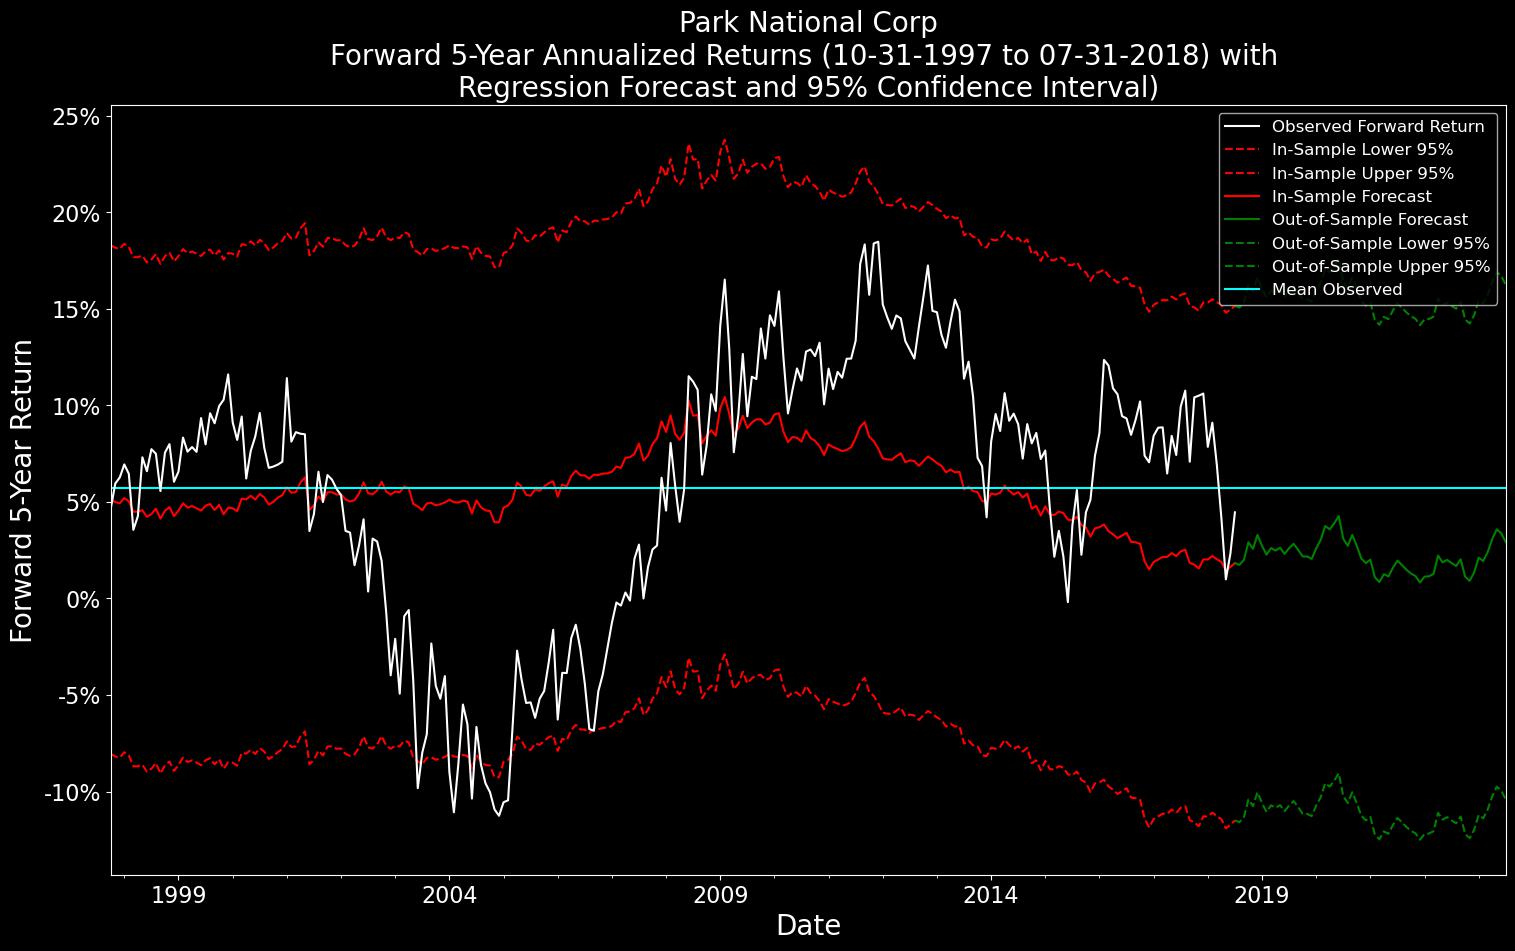 Park National Corp
Forward 5-Year Annualized Returns (10-31-1997 to 07-31-2018) with
Regression Forecast and 95% Confidence Interval)
Forward 5-Year Return
25%
20%
15%
10%
5%
0%
-5%
-10%
Observed Forward Return
In-Sample Lower 95%
In-Sample Upper 95%
In-Sample Forecast
Out-of-Sample Forecast
Out-of-Sample Lower 95%
Out-of-Sample Upper 95%
Mean Observed
1999
2004
2009
2014
2019
Date